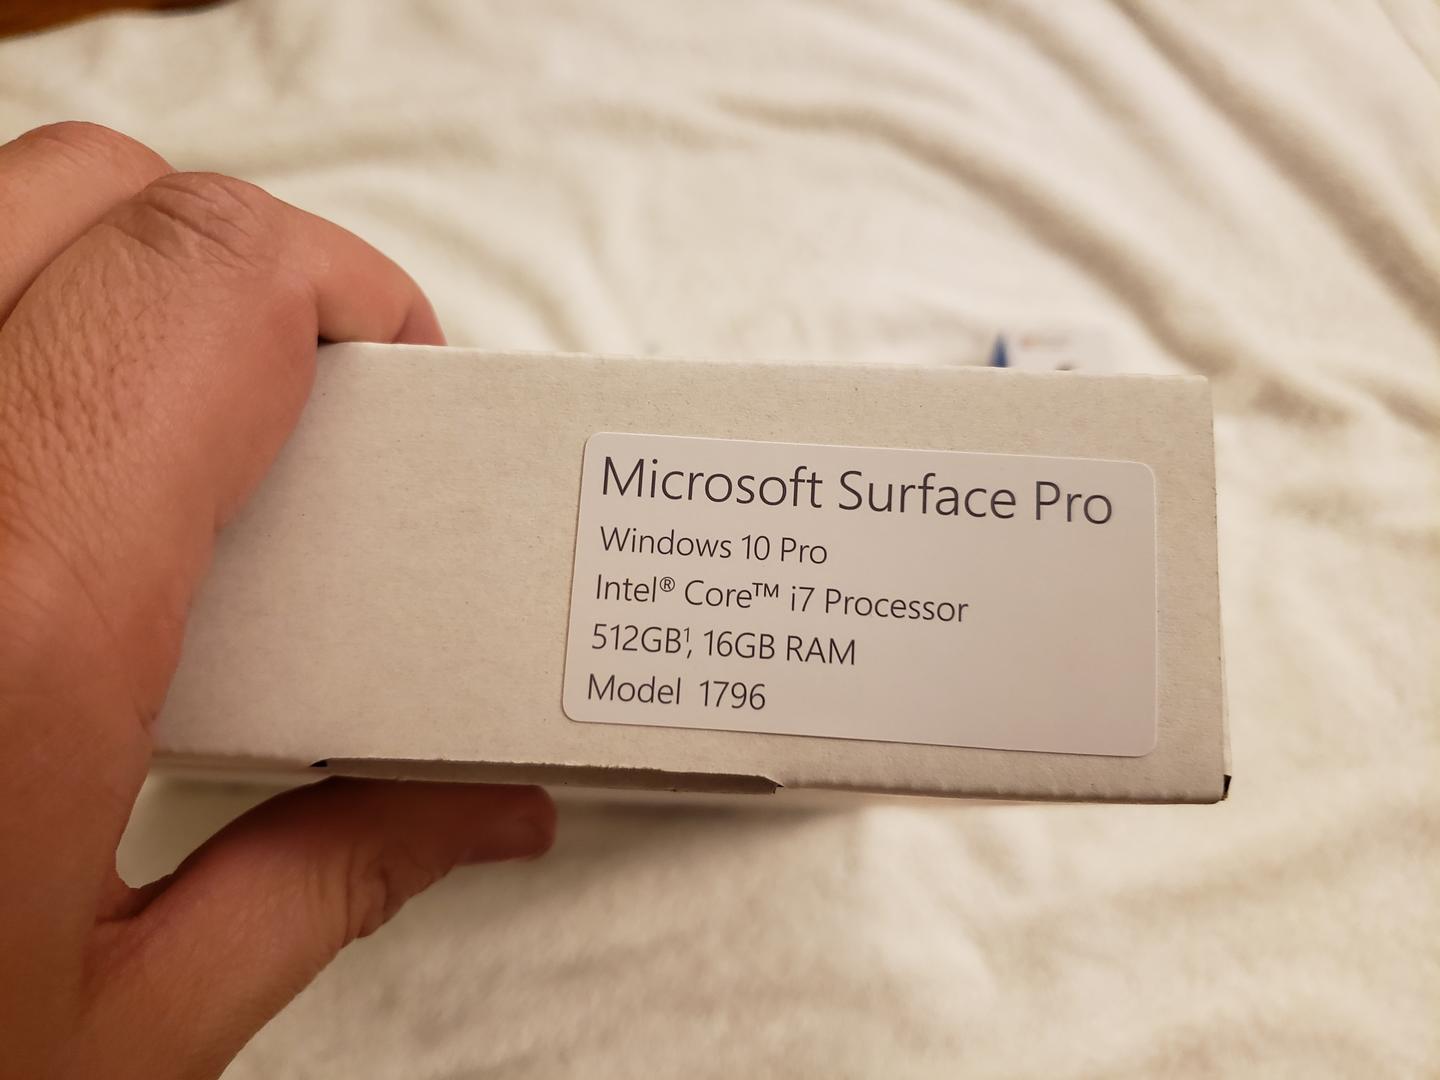 Microsoft Surface Pro
Windows 10 Pro
Intel® Core™ i7 Processor
512GB¹, 16GB RAM
Model 1796